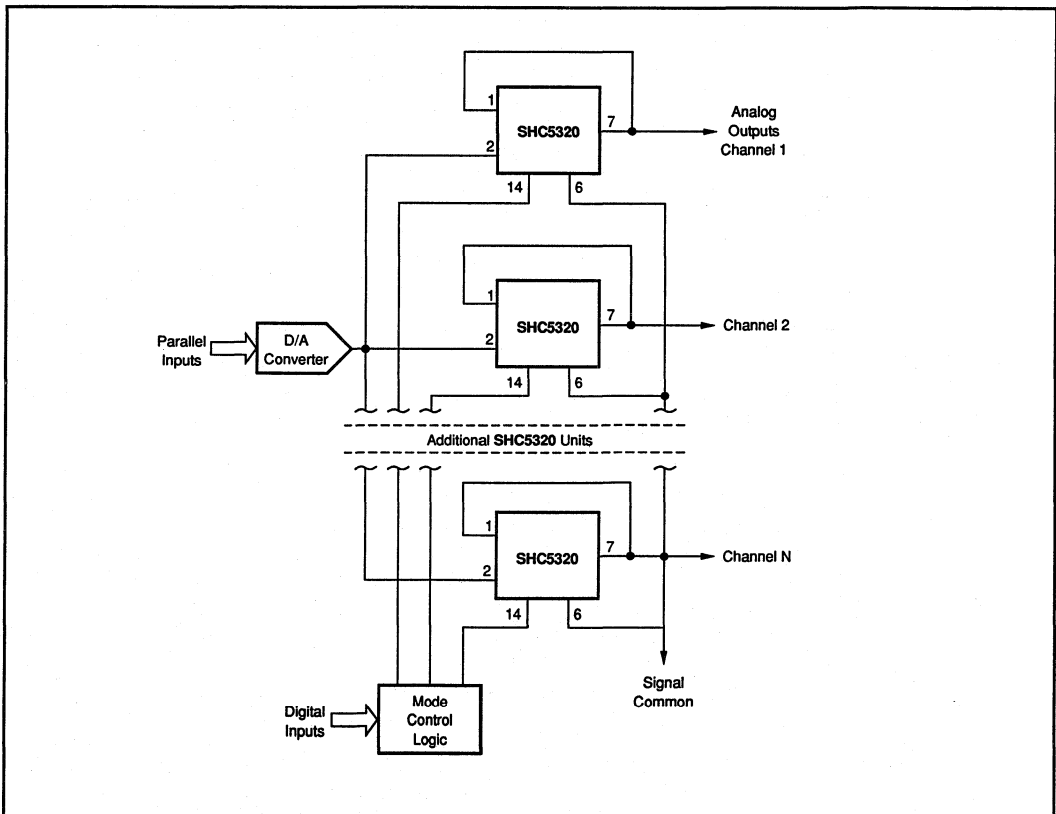 1
SHC5320
7
2
14
6
Analog
Outputs
Channel 1
1
SHC5320
7
2
14
6
Channel 2
Parallel
Inputs
D/A
Converter
Additional SHC5320 Units
1
SHC5320
7
2
14
6
Channel N
Signal
Common
Digital
Inputs
Mode
Control
Logic